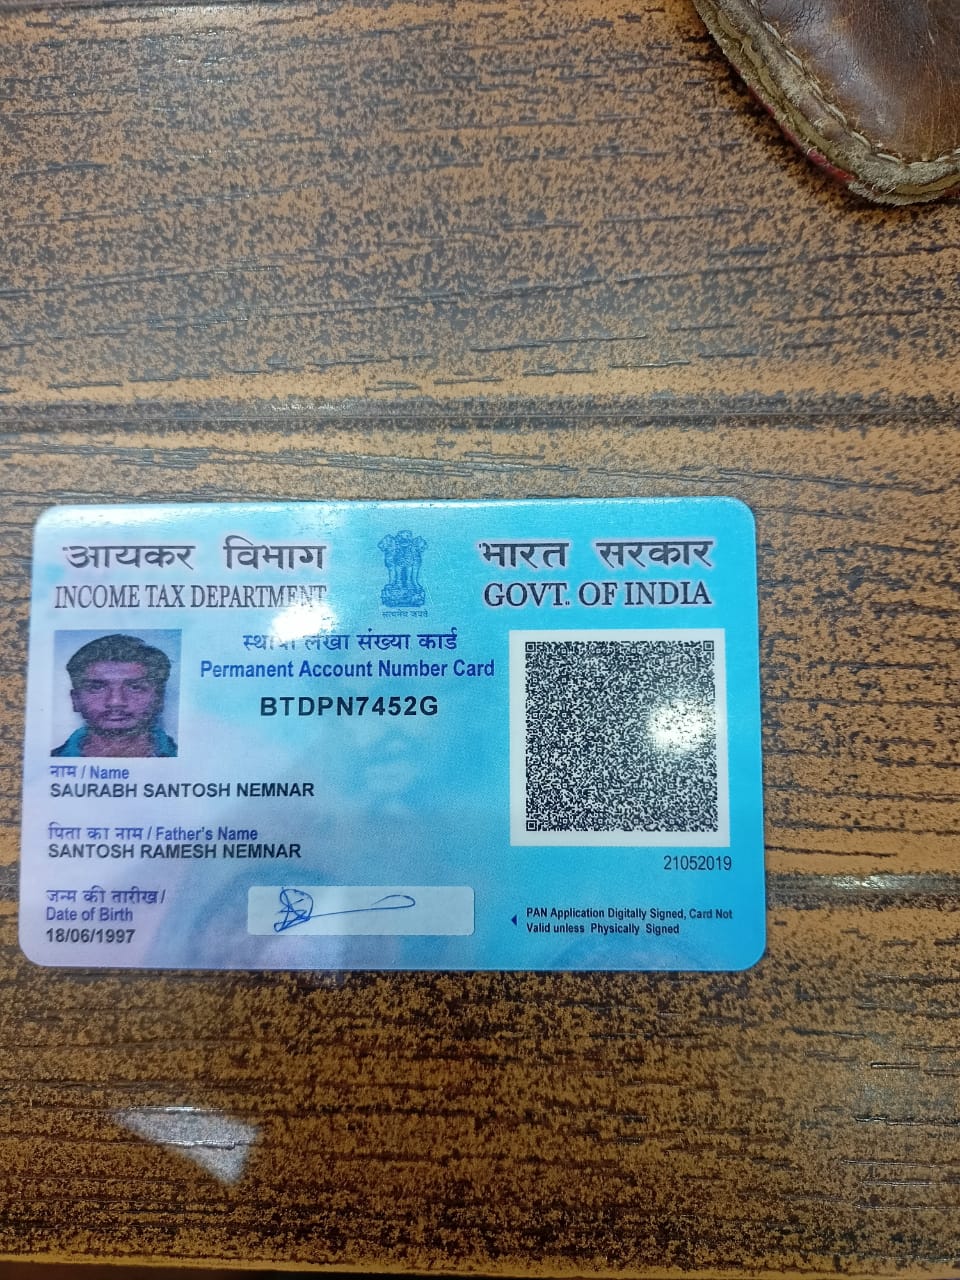 आयकर विभाग
INCOME TAX DEPARTMENT
सत्यमेव जयते
भारत सरकार
GOVT. OF INDIA
स्थायी लेखा संख्या कार्ड
Permanent Account Number Card
BTDPN7452G
नाम / Name
SAURABH SANTOSH NEMNAR
पिता का नाम / Father's Name
SANTOSH RAMESH NEMNAR
जन्म की तारीख /
Date of Birth
18/06/1997
21052019
PAN Application Digitally Signed, Card Not
Valid unless Physically Signed